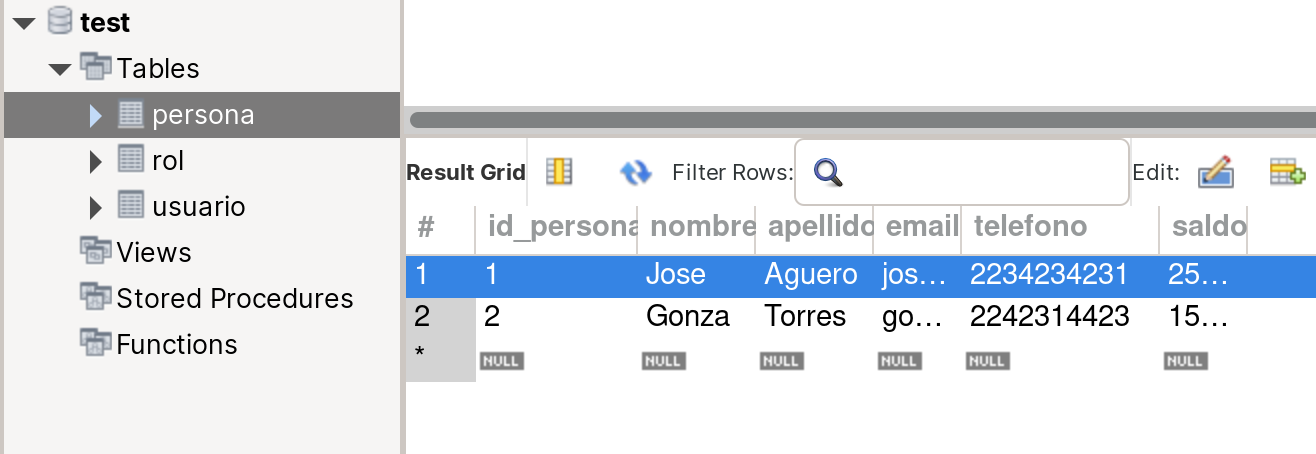 test
Tables
persona
rol
usuario
Views
Stored Procedures
Functions
Result Grid Filter Rows: Edit:
# id_persona nombre apellido email telefono saldo
1 1 Jose Aguero jos... 2234234231 25...
2 2 Gonza Torres go... 2242314423 15...
* NULL NULL NULL NULL NULL NULL